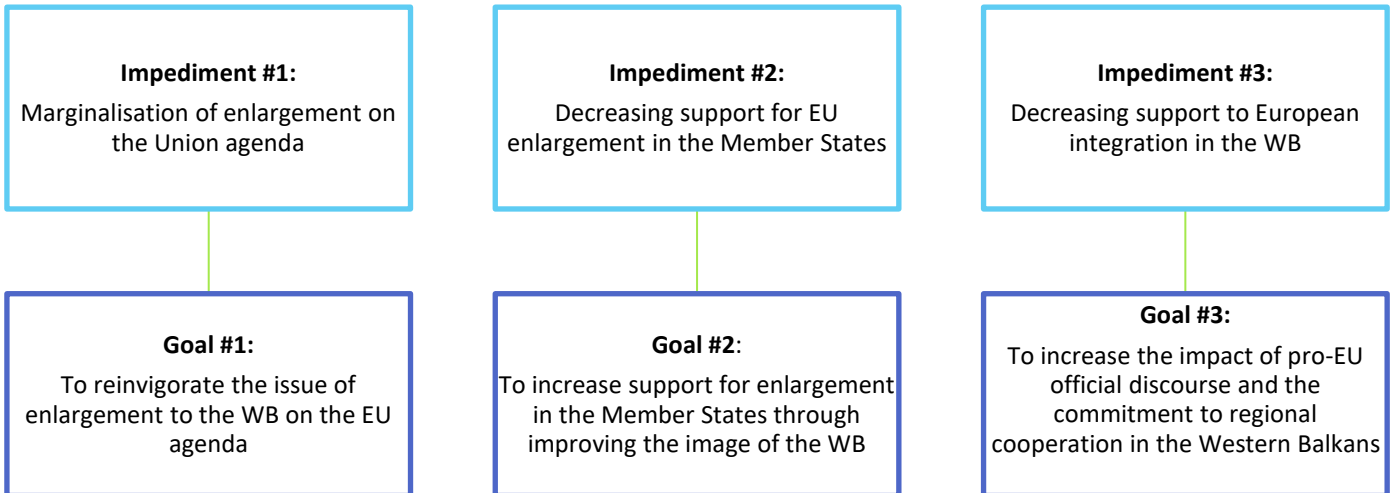 Impediment #1:
Marginalisation of enlargement on
the Union agenda
Impediment #2:
Decreasing support for EU
enlargement in the Member States
Impediment #3:
Decreasing support to European
integration in the WB
Goal #1:
To reinvigorate the issue of
enlargement to the WB on the EU
agenda
Goal #2:
To increase support for enlargement
in the Member States through
improving the image of the WB
Goal #3:
To increase the impact of pro-EU
official discourse and the
commitment to regional
cooperation in the Western Balkans